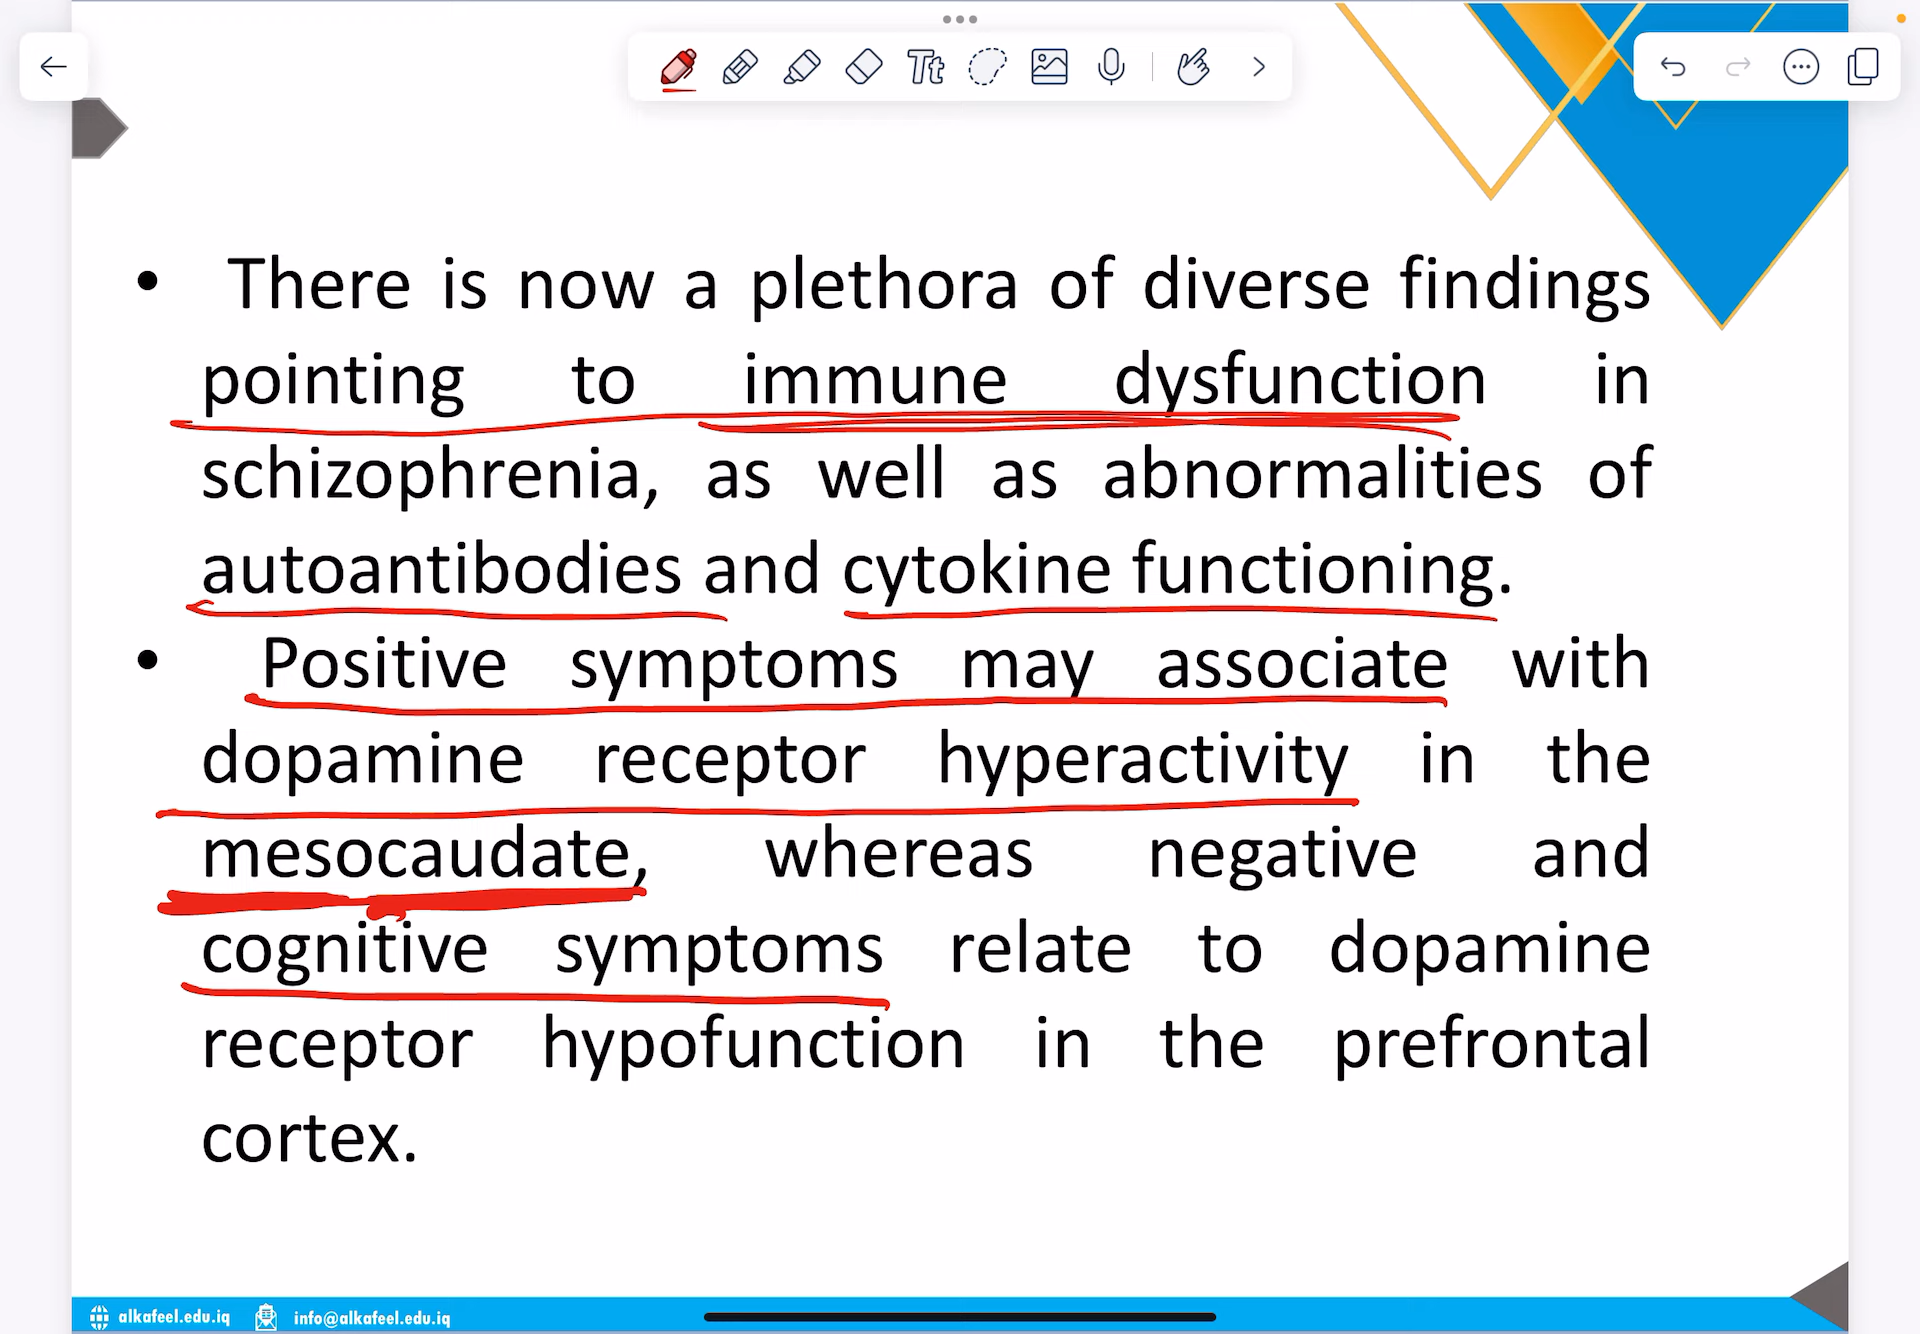 Tt
• There is now a plethora of diverse findings
pointing to immune dysfunction in
schizophrenia, as well as abnormalities of
autoantibodies and cytokine functioning.
• Positive symptoms may associate with
dopamine receptor hyperactivity in the
mesocaudate, whereas negative and
cognitive symptoms relate to dopamine
receptor hypofunction in the prefrontal
cortex.
alkafeel.edu.iq info@alkafeel.edu.iq